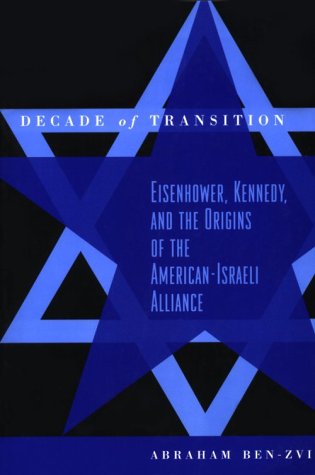 DECADE of TRANSITION
EISENHOWER, KENNEDY,
AND THE ORIGINS
OF THE
AMERICAN-ISRAELI
ALLIANCE
ABRAHAM BEN-ZVI